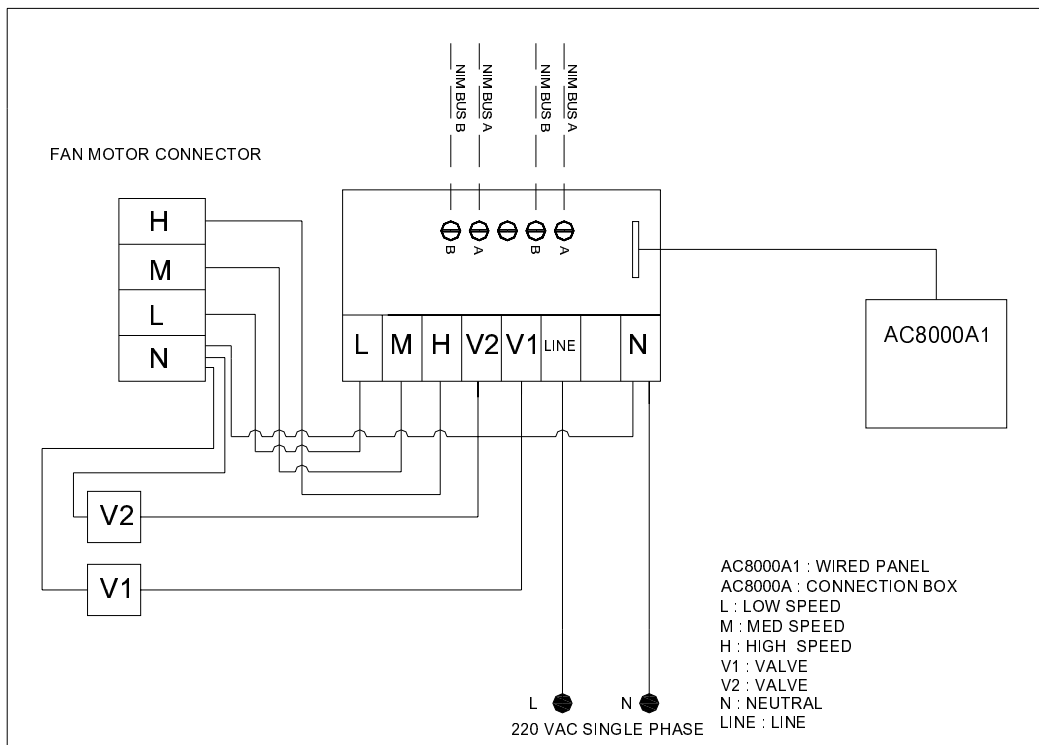 NIM BUS B
NIM BUS A
NIM BUS B
NIM BUS A
FAN MOTOR CONNECTOR
H
M
L
N
B
A
B
A
L M H V2 V1 LINE N
AC8000A1
V2
V1
L N
220 VAC SINGLE PHASE
AC8000A1 : WIRED PANEL
AC8000A : CONNECTION BOX
L : LOW SPEED
M : MED SPEED
H : HIGH SPEED
V1 : VALVE
V2 : VALVE
N : NEUTRAL
LINE : LINE